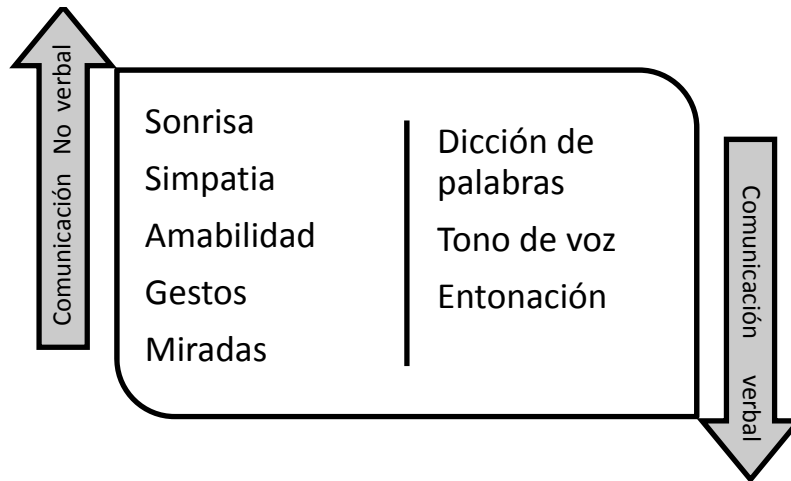 Comunicación No verbal
Sonrisa
Simpatia
Amabilidad
Gestos
Miradas
Dicción de
palabras
Tono de voz
Entonación
Comunicación verbal